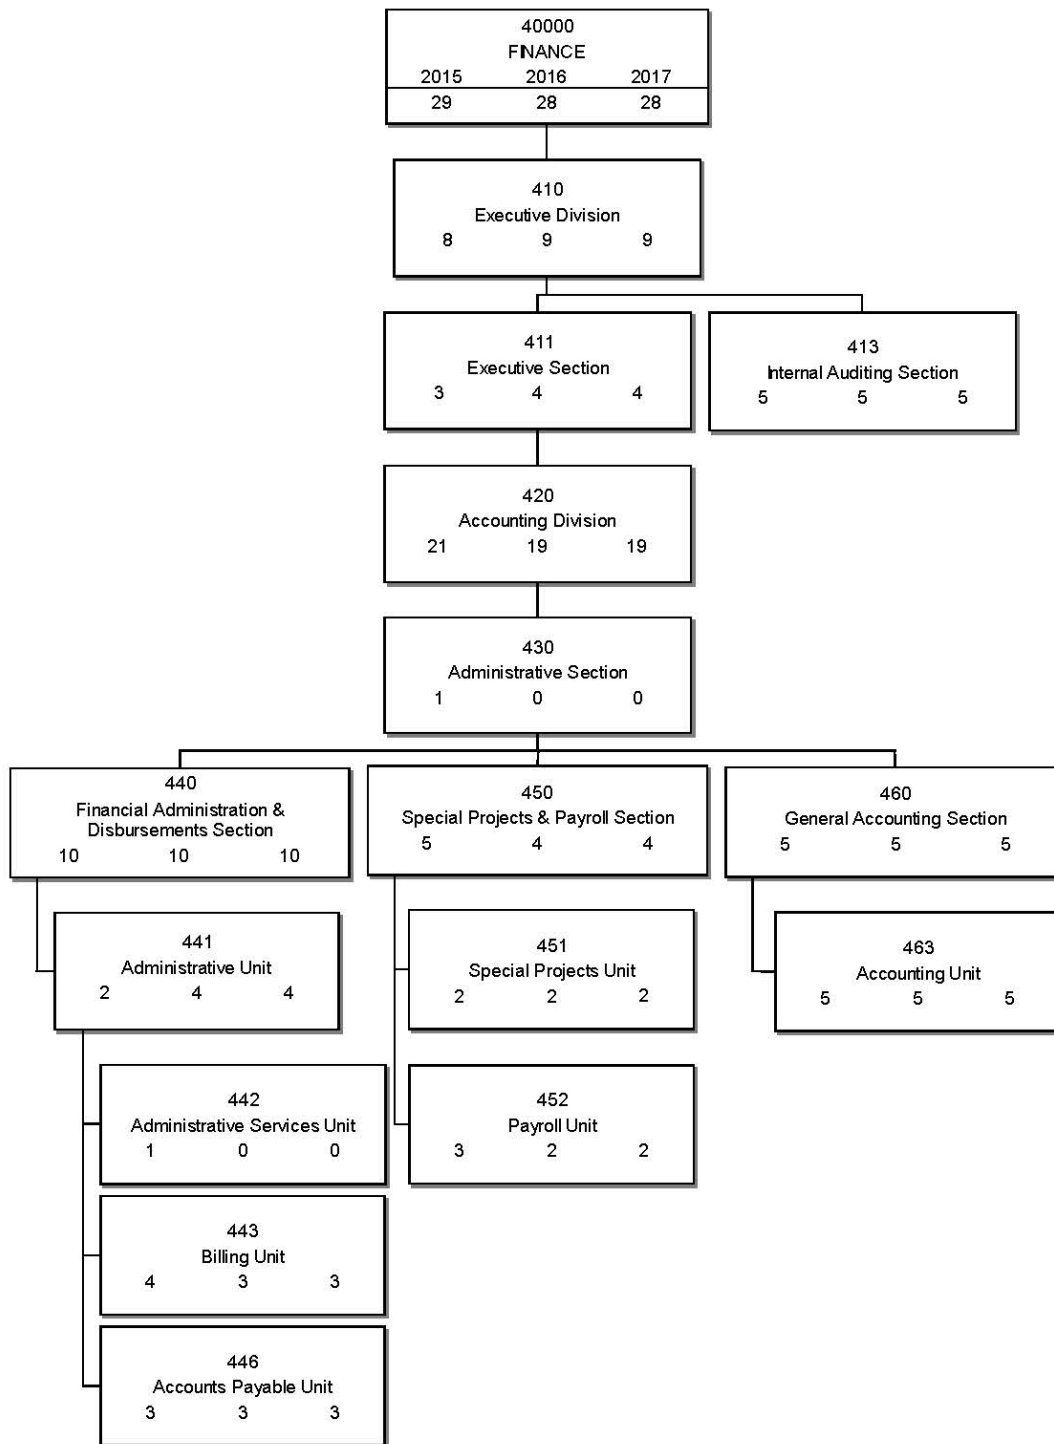 40000
FINANCE
2015 2016 2017
29 28 28
410
Executive Division
8 9 9
411
Executive Section
3 4 4
413
Internal Auditing Section
5 5 5
420
Accounting Division
21 19 19
430
Administrative Section
1 0 0
440
Financial Administration &
Disbursements Section
10 10 10
450
Special Projects & Payroll Section
5 4 4
460
General Accounting Section
5 5 5
441
Administrative Unit
2 4 4
451
Special Projects Unit
2 2 2
463
Accounting Unit
5 5 5
442
Administrative Services Unit
1 0 0
452
Payroll Unit
3 2 2
443
Billing Unit
4 3 3
446
Accounts Payable Unit
3 3 3